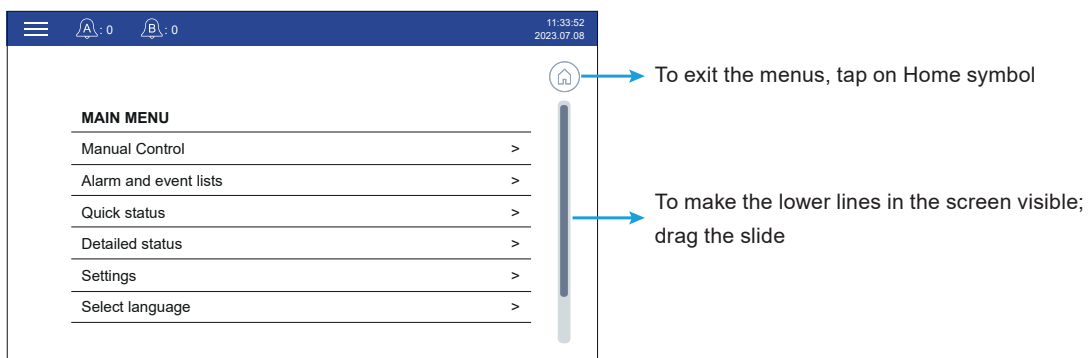 A : 0 B : 0 11:33:52
2023.07.08
To exit the menus, tap on Home symbol
MAIN MENU
Manual Control >
Alarm and event lists >
Quick status >
Detailed status >
Settings >
Select language >
To make the lower lines in the screen visible;
drag the slide